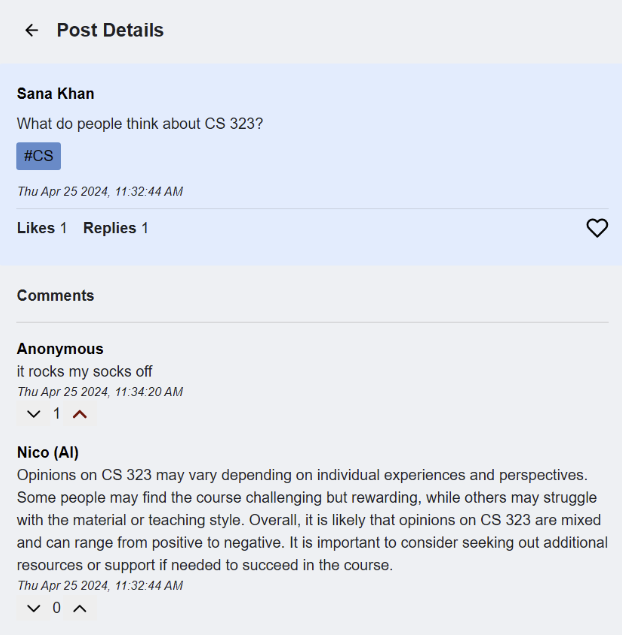 Post Details
Sana Khan
What do people think about CS 323?
#CS
Thu Apr 25 2024, 11:32:44 AM
Likes 1 Replies 1
Comments
Anonymous
it rocks my socks off
Thu Apr 25 2024, 11:34:20 AM
1
Nico (AI)
Opinions on CS 323 may vary depending on individual experiences and perspectives.
Some people may find the course challenging but rewarding, while others may struggle
with the material or teaching style. Overall, it is likely that opinions on CS 323 are mixed
and can range from positive to negative. It is important to consider seeking out additional
resources or support if needed to succeed in the course.
Thu Apr 25 2024, 11:32:44 AM
0